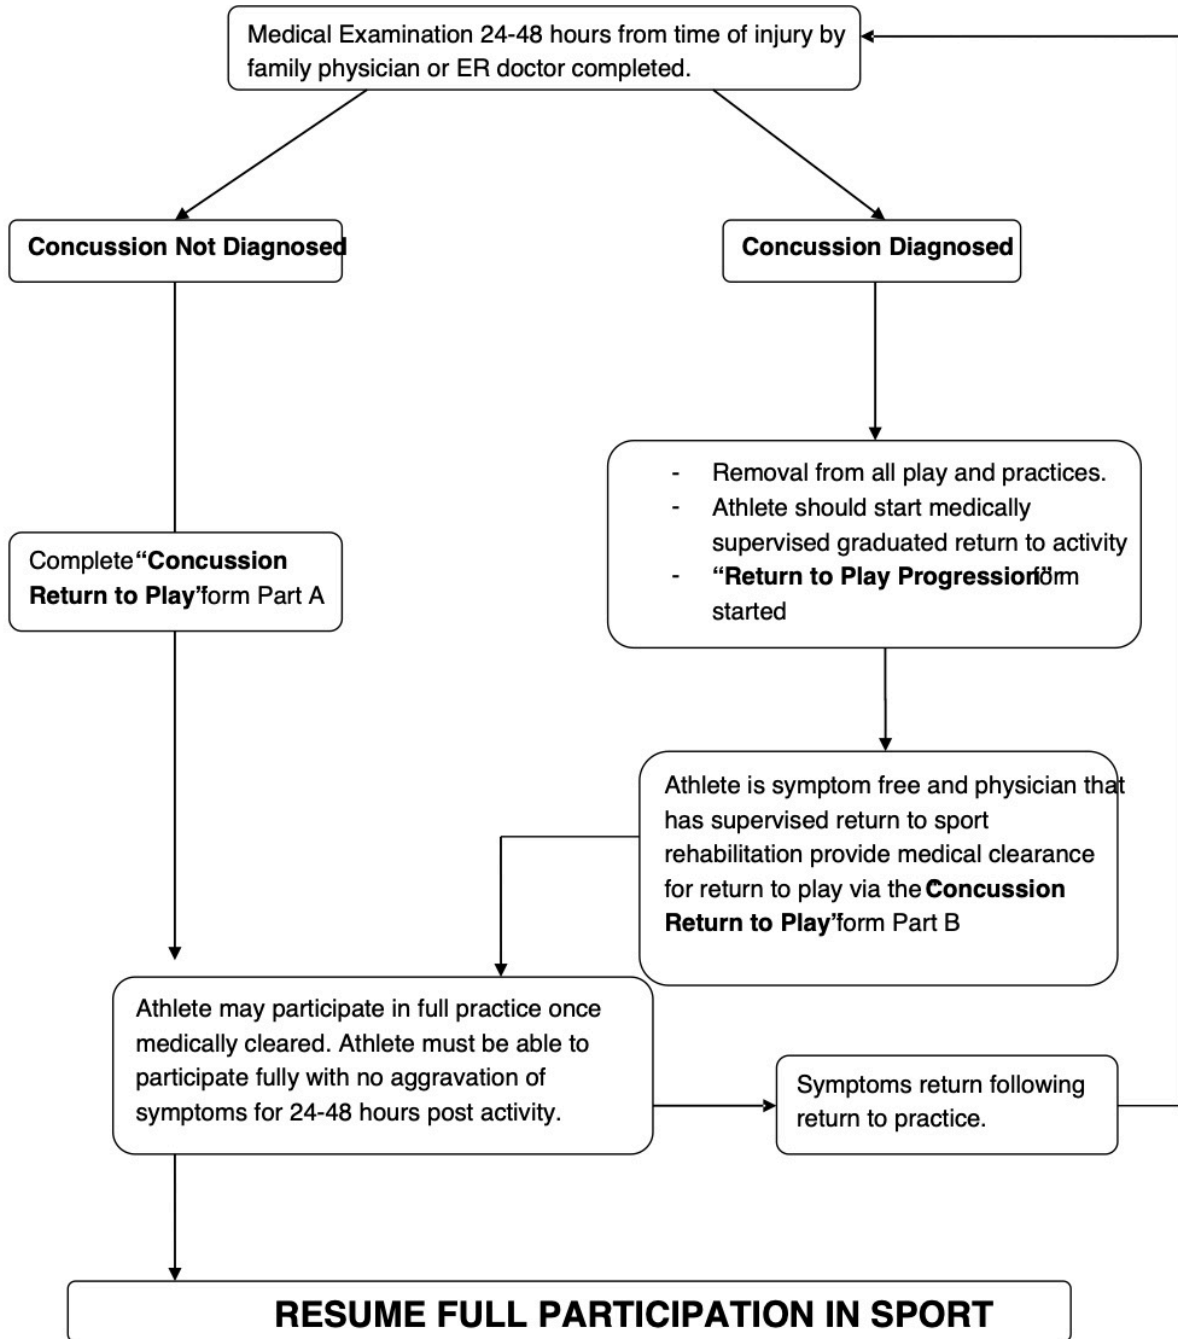 Medical Examination 24-48 hours from time of injury by
family physician or ER doctor completed.
Concussion Not Diagnosed
Concussion Diagnosed
- Removal from all play and practices.
- Athlete should start medically
supervised graduated return to activity
- “Return to Play Progression” form
started
Complete “Concussion
Return to Play” form Part A
Athlete is symptom free and physician that
has supervised return to sport
rehabilitation provide medical clearance
for return to play via the “Concussion
Return to Play” form Part B
Athlete may participate in full practice once
medically cleared. Athlete must be able to
participate fully with no aggravation of
symptoms for 24-48 hours post activity.
Symptoms return following
return to practice.
RESUME FULL PARTICIPATION IN SPORT